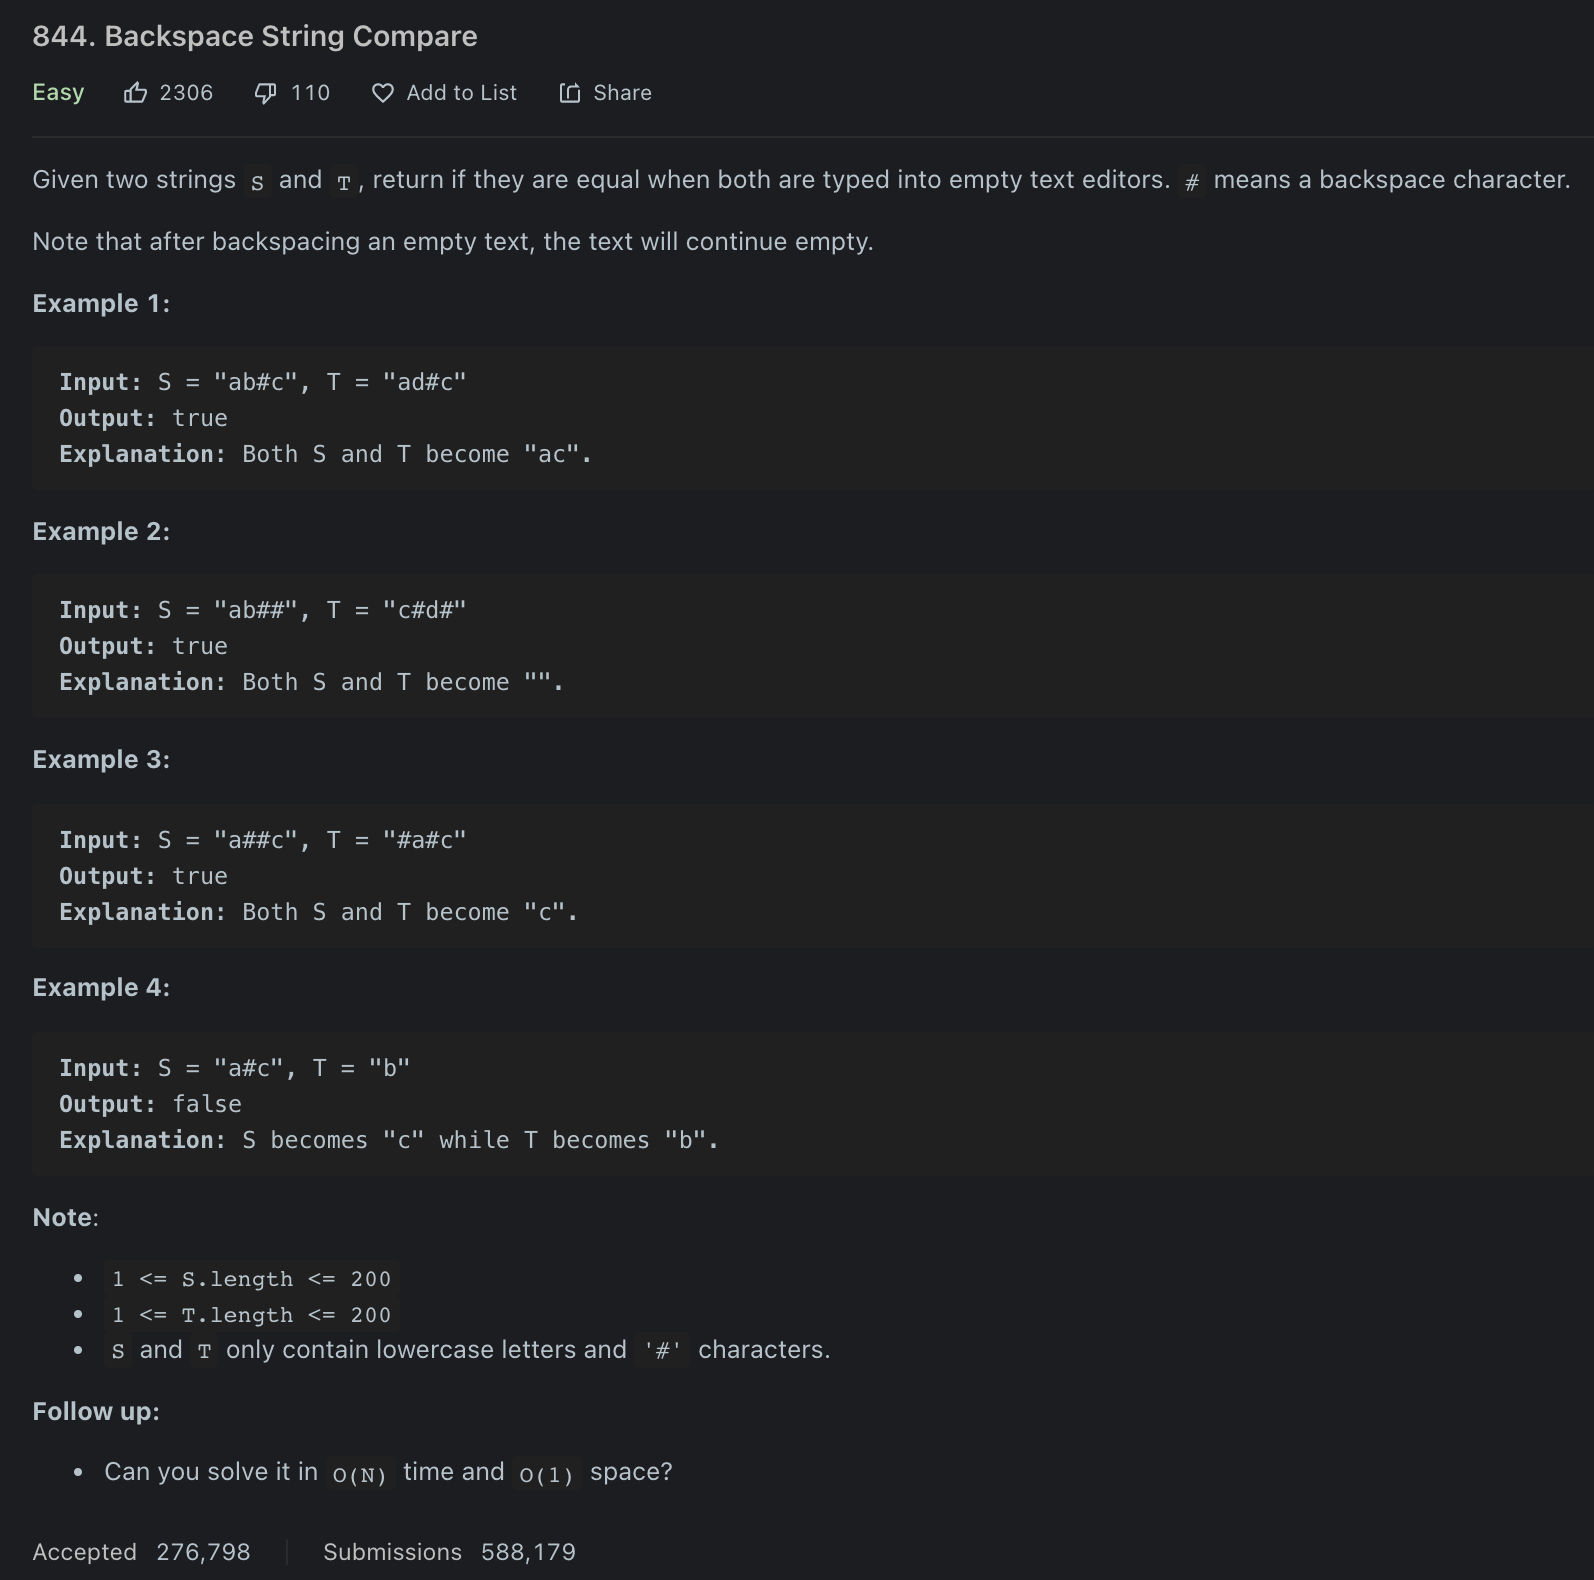 844. Backspace String Compare
Easy 2306 110 Add to List Share
Given two strings S and T, return if they are equal when both are typed into empty text editors. # means a backspace character.
Note that after backspacing an empty text, the text will continue empty.
Example 1:
Input: S = "ab#c", T = "ad#c"
Output: true
Explanation: Both S and T become "ac".
Example 2:
Input: S = "ab##", T = "c#d#"
Output: true
Explanation: Both S and T become "".
Example 3:
Input: S = "a##c", T = "#a#c"
Output: true
Explanation: Both S and T become "c".
Example 4:
Input: S = "a#c", T = "b"
Output: false
Explanation: S becomes "c" while T becomes "b".
Note:
• 1 <= S.length <= 200
• 1 <= T.length <= 200
• S and T only contain lowercase letters and '#' characters.
Follow up:
• Can you solve it in O(N) time and O(1) space?
Accepted 276,798 Submissions 588,179